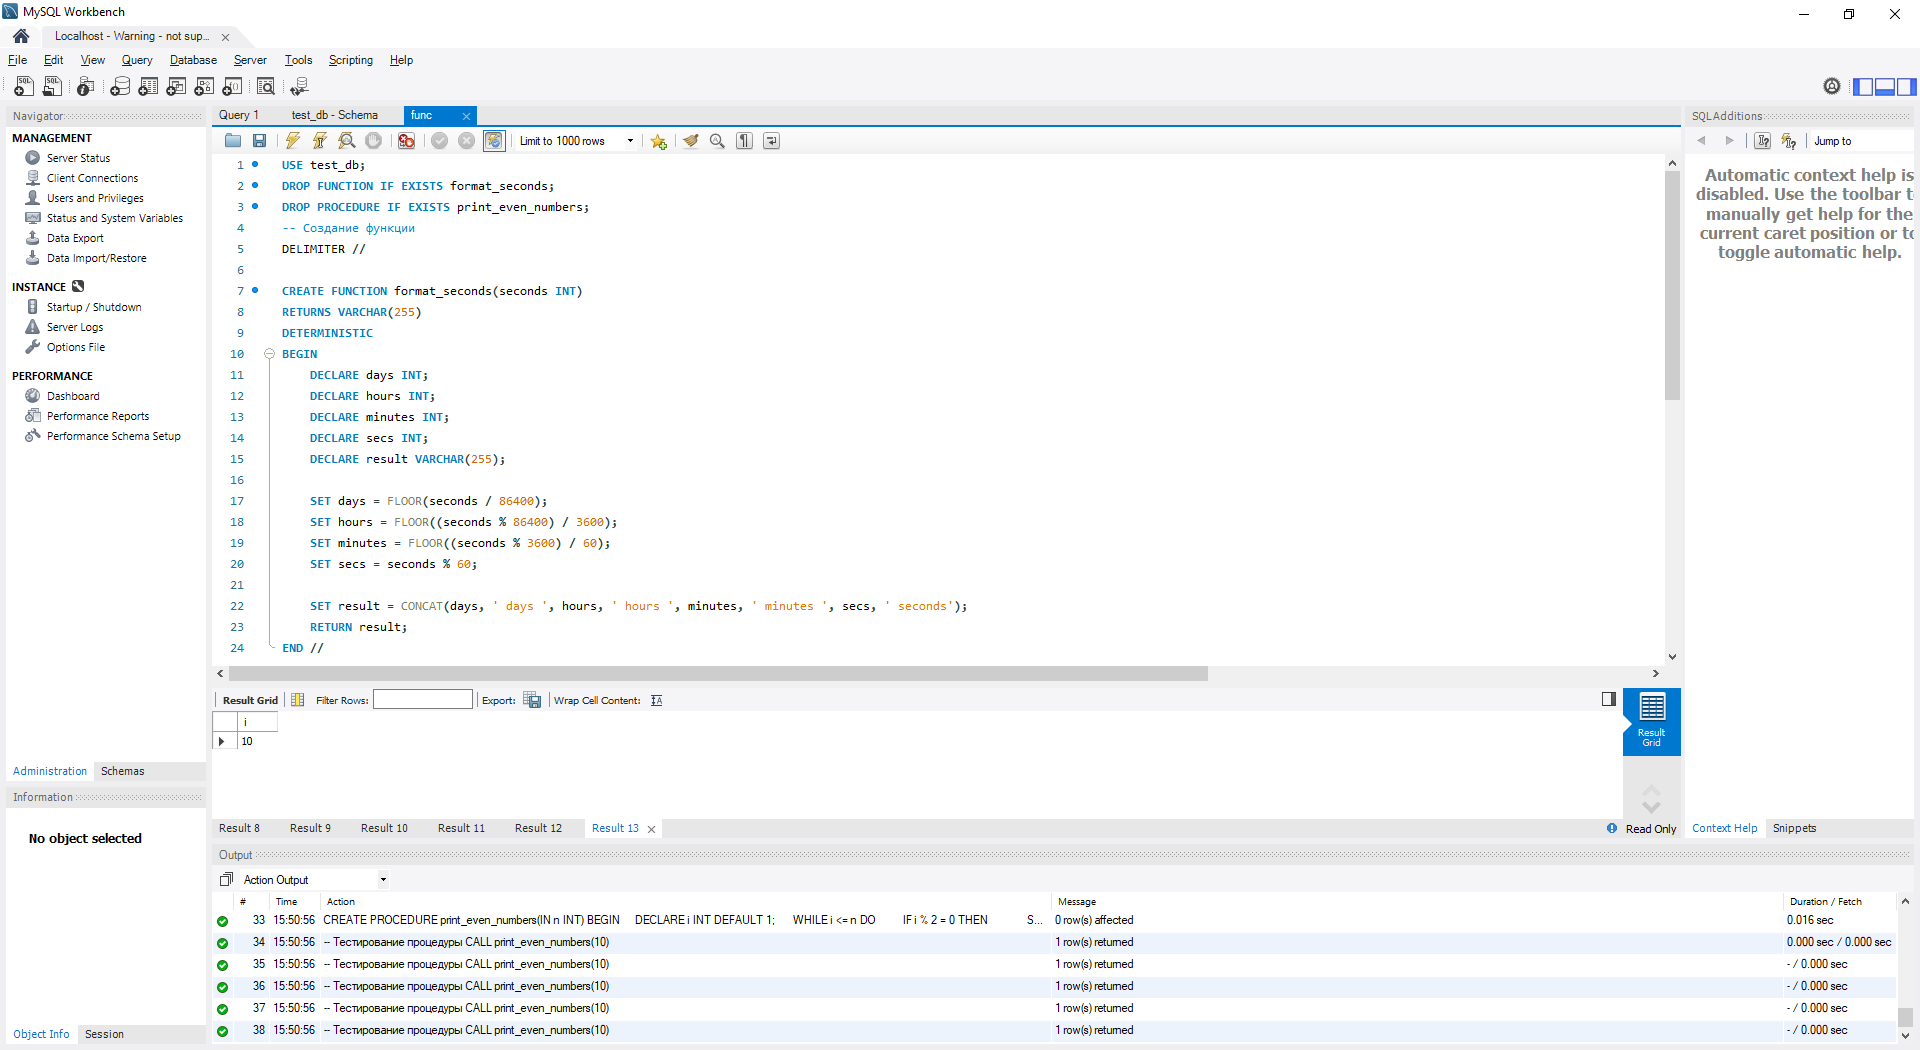 MySQL Workbench
Localhost - Warning - not sup...
File Edit View Query Database Server Tools Scripting Help
Navigator
MANAGEMENT
Server Status
Client Connections
Users and Privileges
Status and System Variables
Data Export
Data Import/Restore
INSTANCE
Startup / Shutdown
Server Logs
Options File
PERFORMANCE
Dashboard
Performance Reports
Performance Schema Setup
Administration Schemas
Information
No object selected
Object Info Session
Query 1 test_db - Schema func
Limit to 1000 rows
1 USE test_db;
2 DROP FUNCTION IF EXISTS format_seconds;
3 DROP PROCEDURE IF EXISTS print_even_numbers;
4 -- Создание функции
5 DELIMITER //
6
7 CREATE FUNCTION format_seconds(seconds INT)
8 RETURNS VARCHAR(255)
9 DETERMINISTIC
10 BEGIN
11 DECLARE days INT;
12 DECLARE hours INT;
13 DECLARE minutes INT;
14 DECLARE secs INT;
15 DECLARE result VARCHAR(255);
16
17 SET days = FLOOR(seconds / 86400);
18 SET hours = FLOOR((seconds % 86400) / 3600);
19 SET minutes = FLOOR((seconds % 3600) / 60);
20 SET secs = seconds % 60;
21
22 SET result = CONCAT(days, ' days ', hours, ' hours ', minutes, ' minutes ', secs, ' seconds');
23 RETURN result;
24 END //
Result Grid Filter Rows: Export: Wrap Cell Content:
i
10
Result Grid
Result 8 Result 9 Result 10 Result 11 Result 12 Result 13
Read Only
SQLAdditions
Jump to
Automatic context help is
disabled. Use the toolbar t
manually get help for the
current caret position or to
toggle automatic help.
Context Help Snippets
Output
Action Output
# Time Action Message Duration / Fetch
33 15:50:56 CREATE PROCEDURE print_even_numbers(IN n INT) BEGIN DECLARE i INT DEFAULT 1; WHILE i <= n DO IF i % 2 = 0 THEN S... 0 row(s) affected 0.016 sec
34 15:50:56 -- Тестирование процедуры CALL print_even_numbers(10) 1 row(s) returned 0.000 sec / 0.000 sec
35 15:50:56 -- Тестирование процедуры CALL print_even_numbers(10) 1 row(s) returned - / 0.000 sec
36 15:50:56 -- Тестирование процедуры CALL print_even_numbers(10) 1 row(s) returned - / 0.000 sec
37 15:50:56 -- Тестирование процедуры CALL print_even_numbers(10) 1 row(s) returned - / 0.000 sec
38 15:50:56 -- Тестирование процедуры CALL print_even_numbers(10) 1 row(s) returned - / 0.000 sec